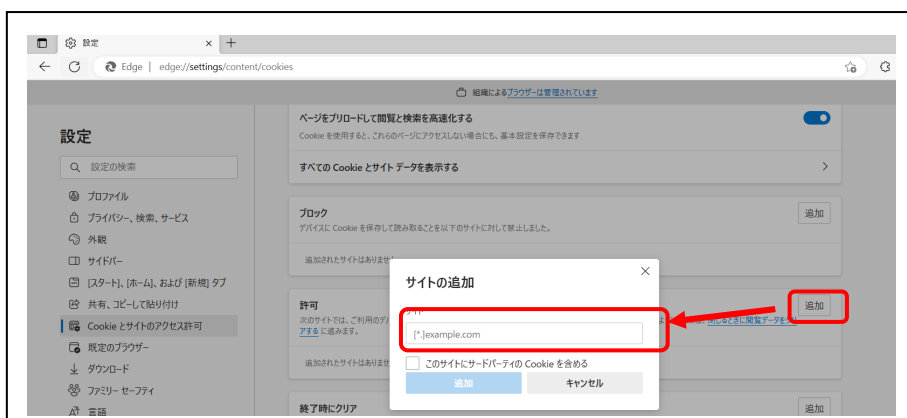 設定
Edge | edge://settings/content/cookies
組織によるブラウザーは管理されています
設定
設定の検索
プロファイル
プライバシー、検索、サービス
外観
サイドバー
[スタート]、[ホーム]、および [新規] タブ
共有、コピーして貼り付け
Cookie とサイトのアクセス許可
既定のブラウザー
ダウンロード
ファミリー セーフティ
言語
ページをプリロードして閲覧と検索を高速化する
Cookie を使用すると、これらのページにアクセスしない場合にも、基本設定を保存できます
すべての Cookie とサイト データを表示する
ブロック
追加
デバイスに Cookie を保存して読み取ることを以下のサイトに対して禁止しました。
追加されたサイトはありませ
サイトの追加
サイト
[*.]example.com
このサイトにサードパーティの Cookie を含める
追加
キャンセル
許可
追加
次のサイトでは、ご利用のデ
閉じるときに閲覧データをクリ
アする に進みます。
追加されたサイトはありませ
終了時にクリア
追加